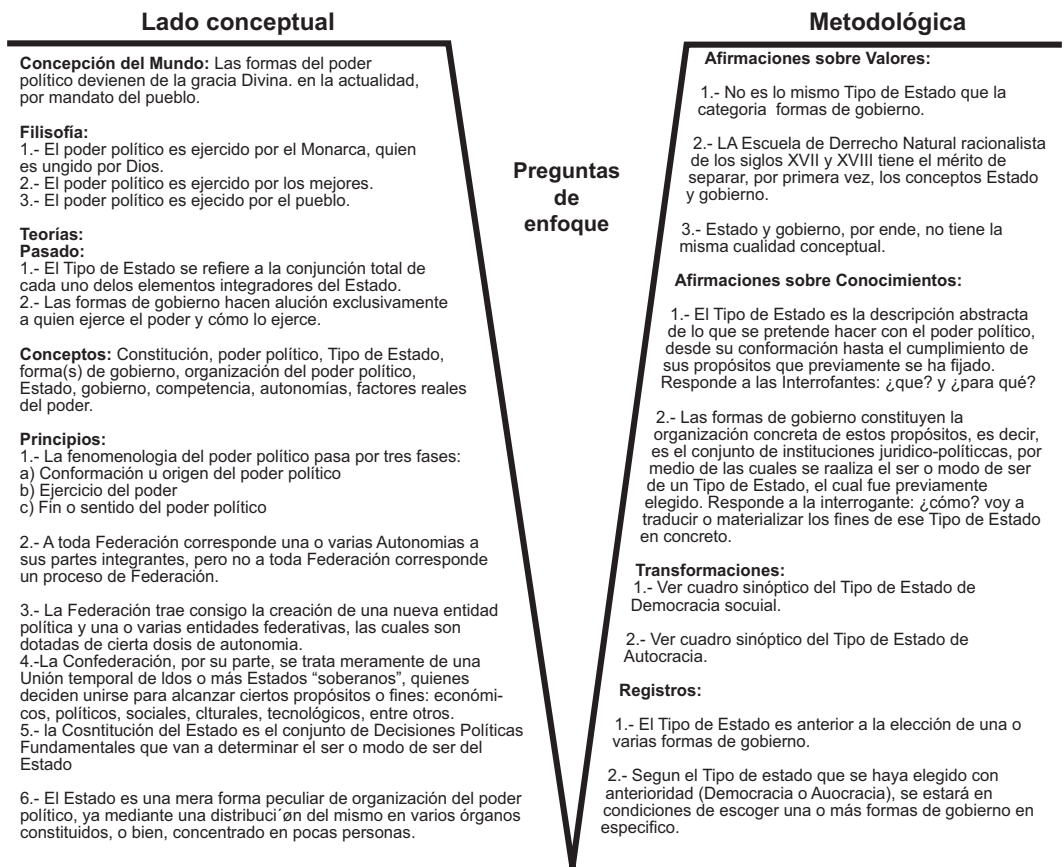 Lado conceptual
Concepción del Mundo: Las formas del poder
político devienen de la gracia Divina. en la actualidad,
por mandato del pueblo.
Filisofía:
1.- El poder político es ejercido por el Monarca, quien
es ungido por Dios.
2.- El poder político es ejercido por los mejores.
3.- El poder político es ejecido por el pueblo.
Teorías:
Pasado:
1.- El Tipo de Estado se refiere a la conjunción total de
cada uno delos elementos integradores del Estado.
2.- Las formas de gobierno hacen alución exclusivamente
a quien ejerce el poder y cómo lo ejerce.
Conceptos: Constitución, poder político, Tipo de Estado,
forma(s) de gobierno, organización del poder político,
Estado, gobierno, competencia, autonomías, factores reales
del poder.
Principios:
1.- La fenomenologia del poder político pasa por tres fases:
a) Conformación u origen del poder político
b) Ejercicio del poder
c) Fin o sentido del poder político
2.- A toda Federación corresponde una o varias Autonomias a
sus partes integrantes, pero no a toda Federación corresponde
un proceso de Federación.
3.- La Federación trae consigo la creación de una nueva entidad
política y una o varias entidades federativas, las cuales son
dotadas de cierta dosis de autonomia.
4.-La Confederación, por su parte, se trata meramente de una
Unión temporal de ldos o más Estados “soberanos”, quienes
deciden unirse para alcanzar ciertos propósitos o fines: económi-
cos, políticos, sociales, clturales, tecnológicos, entre otros.
5.- la Cosntitución del Estado es el conjunto de Decisiones Políticas
Fundamentales que van a determinar el ser o modo de ser del
Estado
6.- El Estado es una mera forma peculiar de organización del poder
político, ya mediante una distribuci´øn del mismo en varios órganos
constituidos, o bien, concentrado en pocas personas.
Preguntas
de
enfoque
Metodológica
Afirmaciones sobre Valores:
1.- No es lo mismo Tipo de Estado que la
categoria formas de gobierno.
2.- LA Escuela de Derrecho Natural racionalista
de los siglos XVII y XVIII tiene el mérito de
separar, por primera vez, los conceptos Estado
y gobierno.
3.- Estado y gobierno, por ende, no tiene la
misma cualidad conceptual.
Afirmaciones sobre Conocimientos:
1.- El Tipo de Estado es la descripción abstracta
de lo que se pretende hacer con el poder político,
desde su conformación hasta el cumplimiento de
sus propósitos que previamente se ha fijado.
Responde a las Interrofantes: ¿que? y ¿para qué?
2.- Las formas de gobierno constituyen la
organización concreta de estos propósitos, es decir,
es el conjunto de instituciones juridico-políticcas, por
medio de las cuales se raaliza el ser o modo de ser
de un Tipo de Estado, el cual fue previamente
elegido. Responde a la interrogante: ¿cómo? voy a
traducir o materializar los fines de ese Tipo de Estado
en concreto.
Transformaciones:
1.- Ver cuadro sinóptico del Tipo de Estado de
Democracia socuial.
2.- Ver cuadro sinóptico del Tipo de Estado de
Autocracia.
Registros:
1.- El Tipo de Estado es anterior a la elección de una o
varias formas de gobierno.
2.- Segun el Tipo de estado que se haya elegido con
anterioridad (Democracia o Auocracia), se estará en
condiciones de escoger una o más formas de gobierno en
especifico.